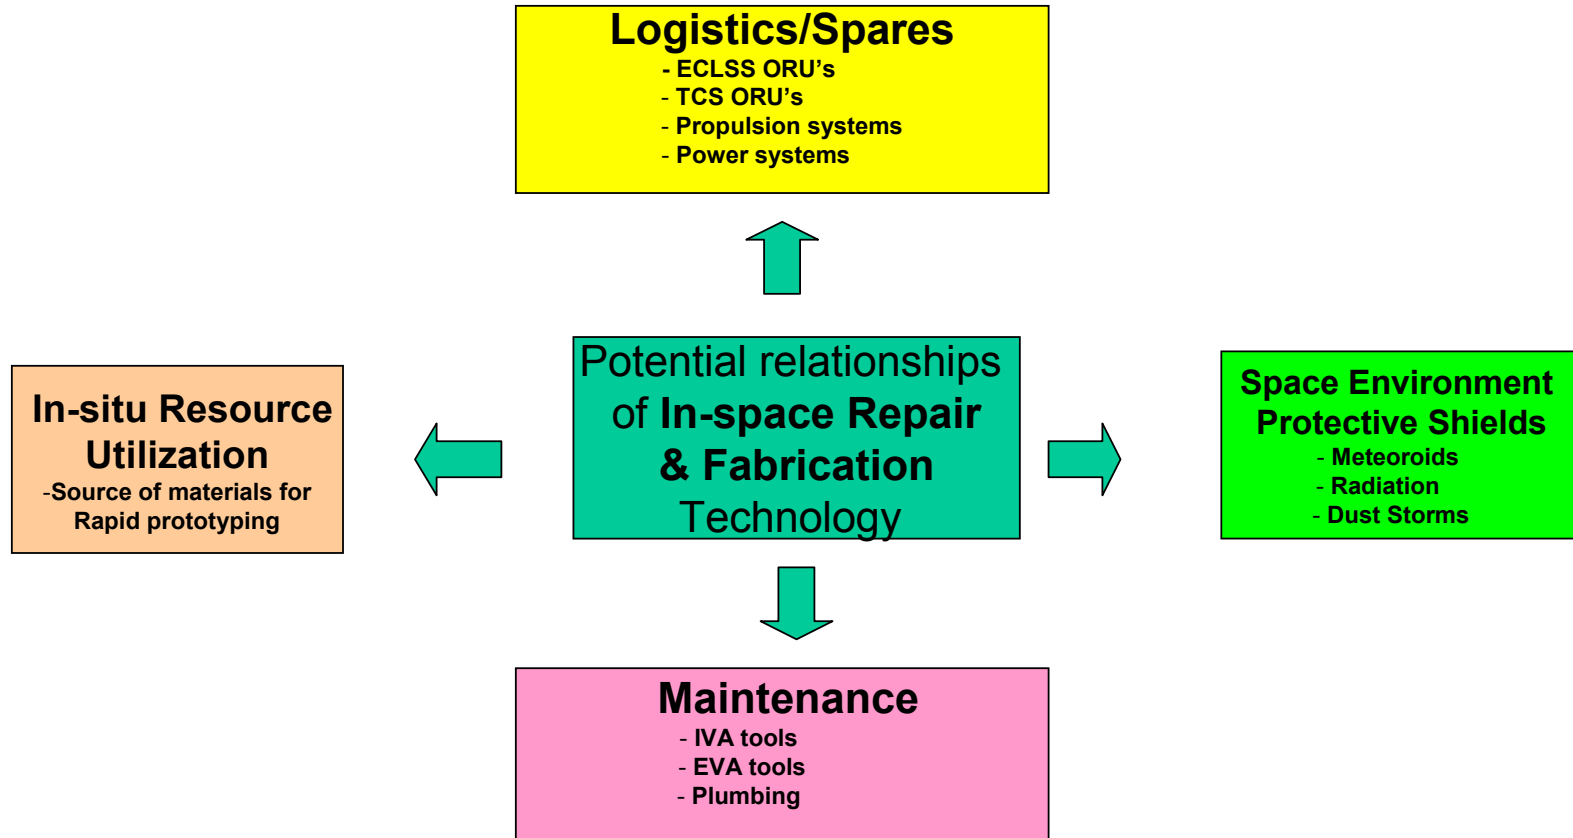 Logistics/Spares
- ECLSS ORU's
- TCS ORU's
- Propulsion systems
- Power systems
Potential relationships
of In-space Repair
& Fabrication
Technology
In-situ Resource
Utilization
-Source of materials for
Rapid prototyping
Space Environment
Protective Shields
- Meteoroids
- Radiation
- Dust Storms
Maintenance
- IVA tools
- EVA tools
- Plumbing